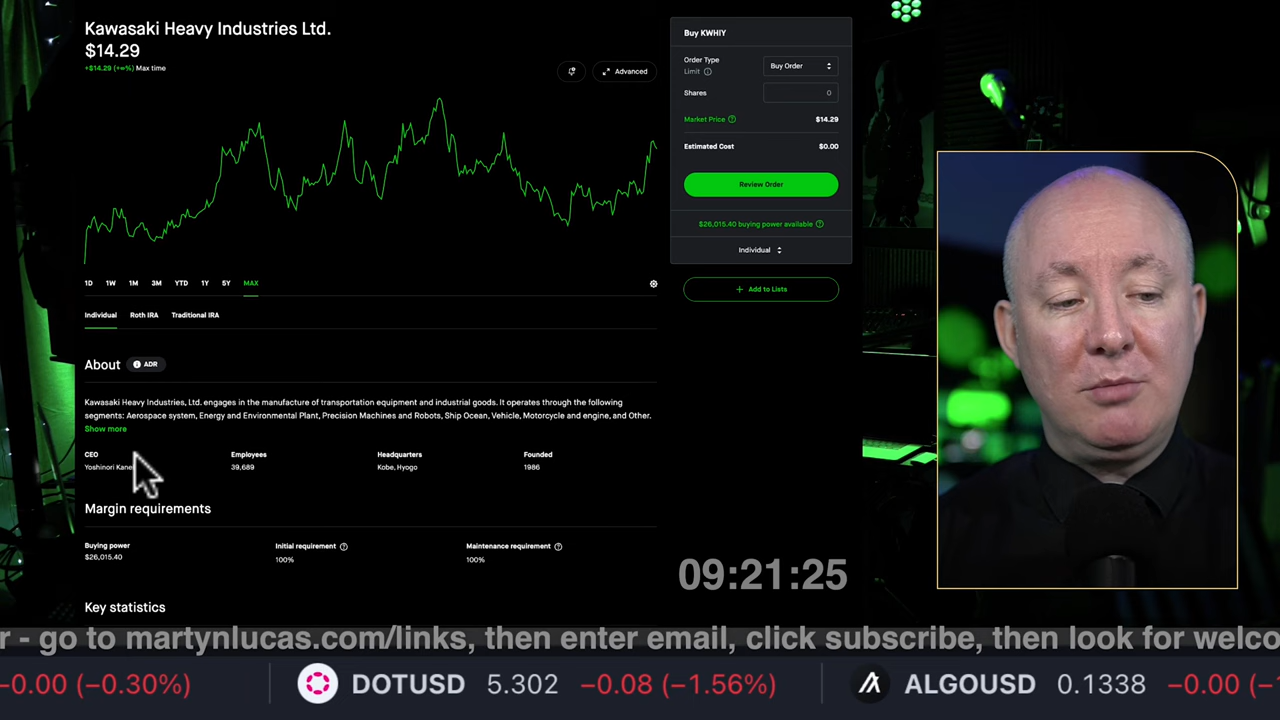 Kawasaki Heavy Industries Ltd.
$14.29
+$14.29 (+∞%) Max time
Advanced
1D 1W 1M 3M YTD 1Y 5Y MAX
Individual Roth IRA Traditional IRA
About ADR
Kawasaki Heavy Industries, Ltd. engages in the manufacture of transportation equipment and industrial goods. It operates through the following
segments: Aerospace system, Energy and Environmental Plant, Precision Machines and Robots, Ship Ocean, Vehicle, Motorcycle and engine, and Other.
Show more
CEO Employees Headquarters Founded
Yoshinori Kane 39,689 Kobe, Hyogo 1986
Margin requirements
Buying power Initial requirement Maintenance requirement
$26,015.40 100% 100%
Key statistics
Buy KWHIY
Order Type Buy Order
Limit
Shares 0
Market Price $14.29
Estimated Cost $0.00
Review Order
$26,015.40 buying power available
Individual
+ Add to Lists
09:21:25
r - go to martynlucas.com/links, then enter email, click subscribe, then look for welco
-0.00 (-0.30%) DOTUSD 5.302 -0.08 (-1.56%) ALGOUSD 0.1338 -0.00 (-1